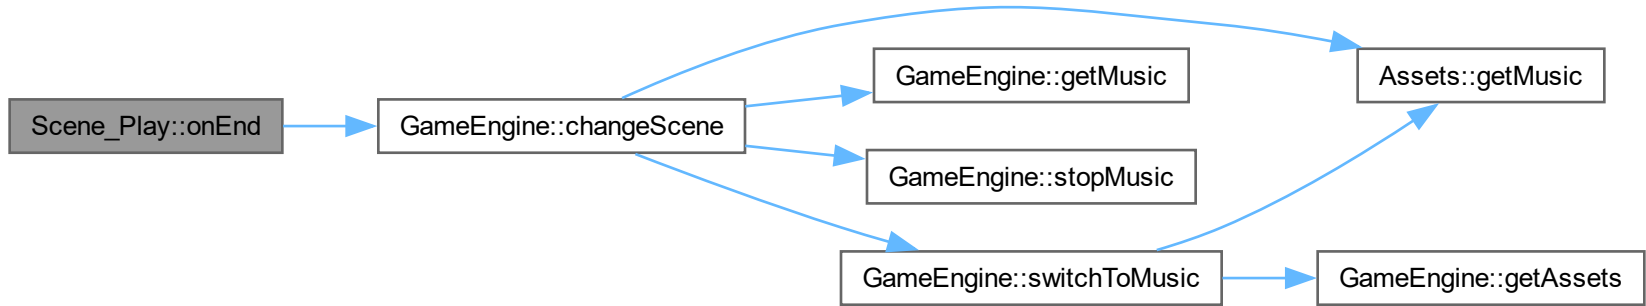 Scene_Play::onEnd
GameEngine::changeScene
GameEngine::getMusic
GameEngine::stopMusic
GameEngine::switchToMusic
Assets::getMusic
GameEngine::getAssets